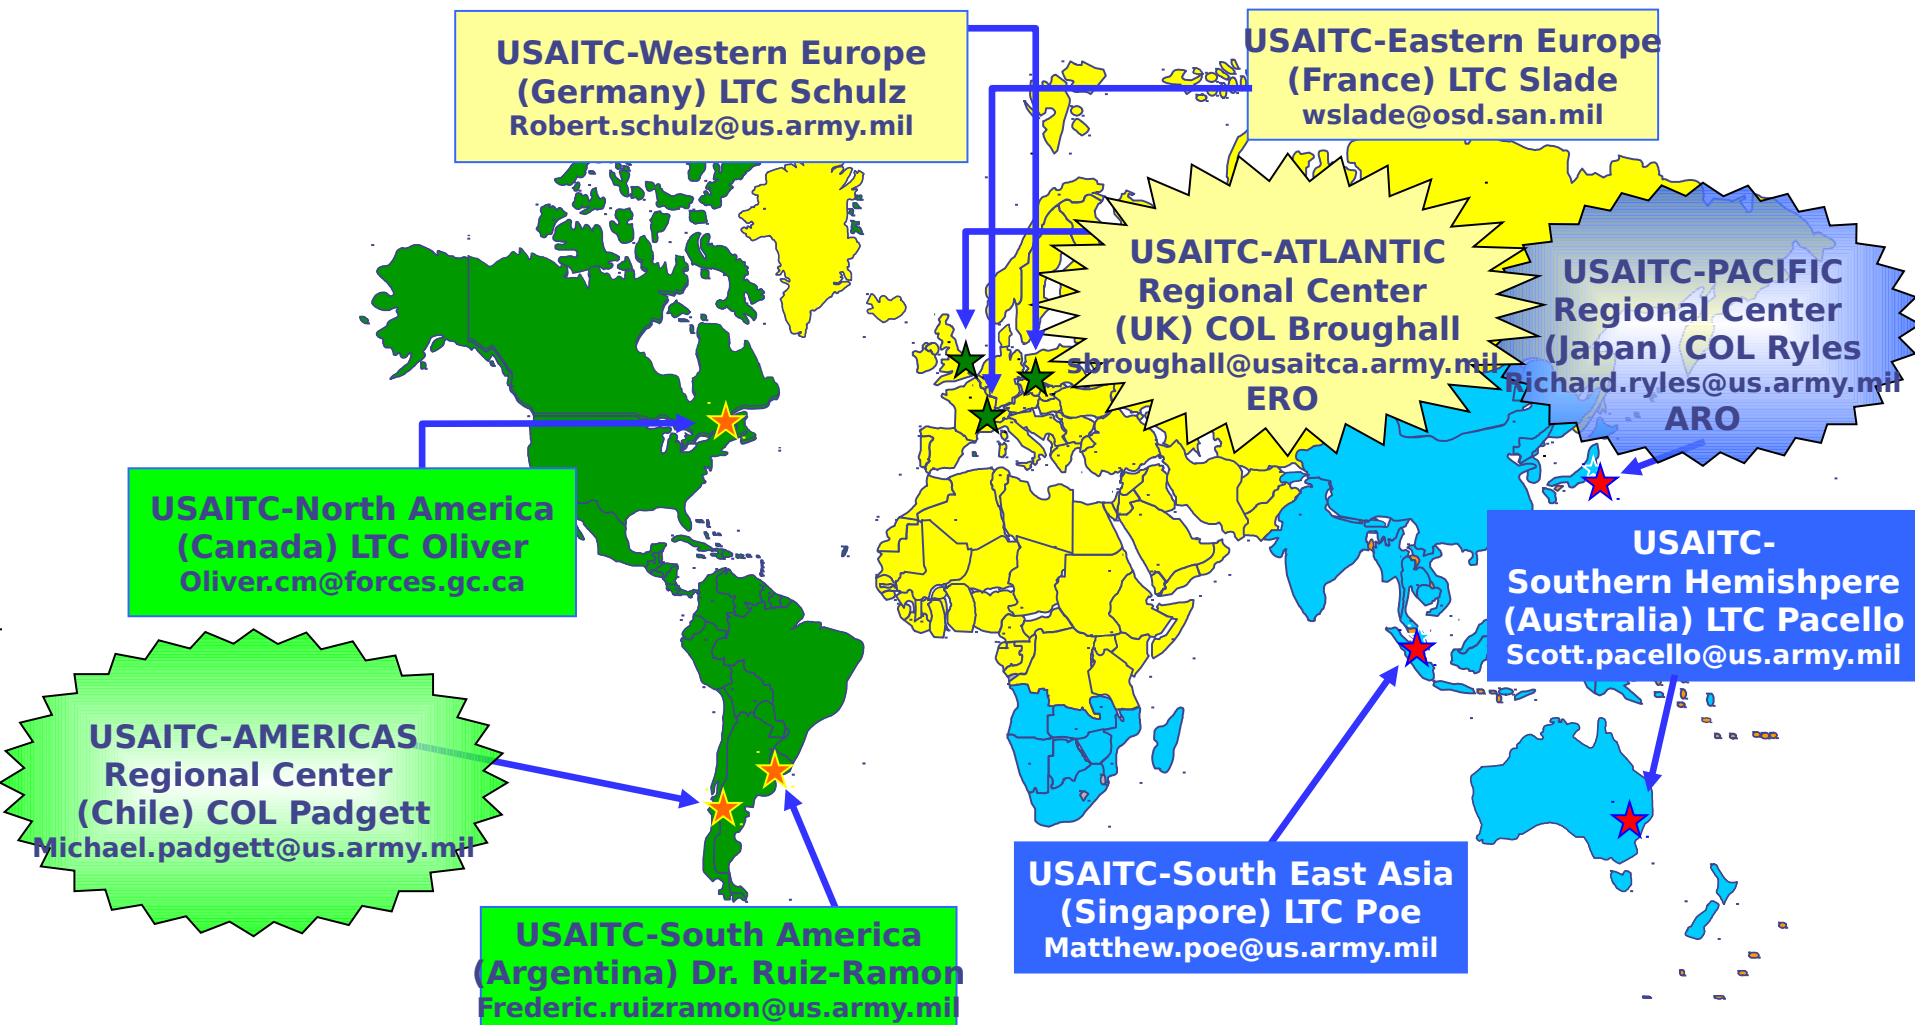 USAITC-Western Europe
(Germany) LTC Schulz
Robert.schulz@us.army.mil
USAITC-Eastern Europe
(France) LTC Slade
wslade@osd.san.mil
USAITC-ATLANTIC
Regional Center
(UK) COL Broughall
sbroughall@usaitca.army.mil
ERO
USAITC-PACIFIC
Regional Center
(Japan) COL Ryles
Richard.ryles@us.army.mil
ARO
USAITC-North America
(Canada) LTC Oliver
Oliver.cm@forces.gc.ca
USAITC-
Southern Hemishpere
(Australia) LTC Pacello
Scott.pacello@us.army.mil
USAITC-AMERICAS
Regional Center
(Chile) COL Padgett
Michael.padgett@us.army.mil
USAITC-South East Asia
(Singapore) LTC Poe
Matthew.poe@us.army.mil
USAITC-South America
(Argentina) Dr. Ruiz-Ramon
Frederic.ruizramon@us.army.mil